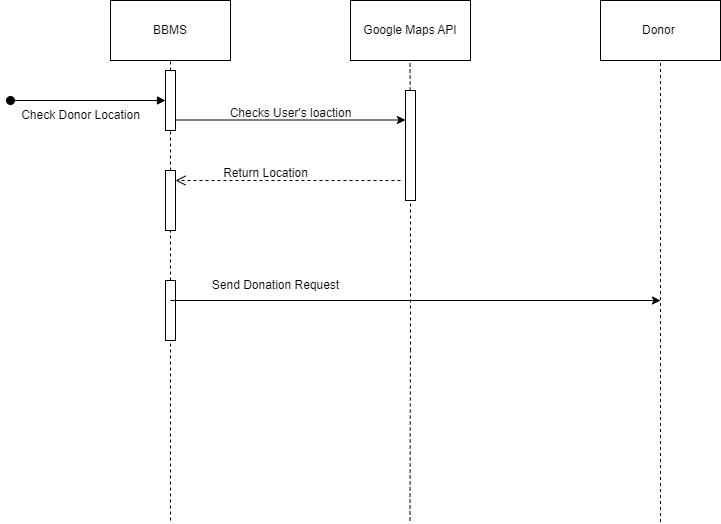 BBMS
Google Maps API
Donor
Check Donor Location
Checks User's loaction
Return Location
Send Donation Request